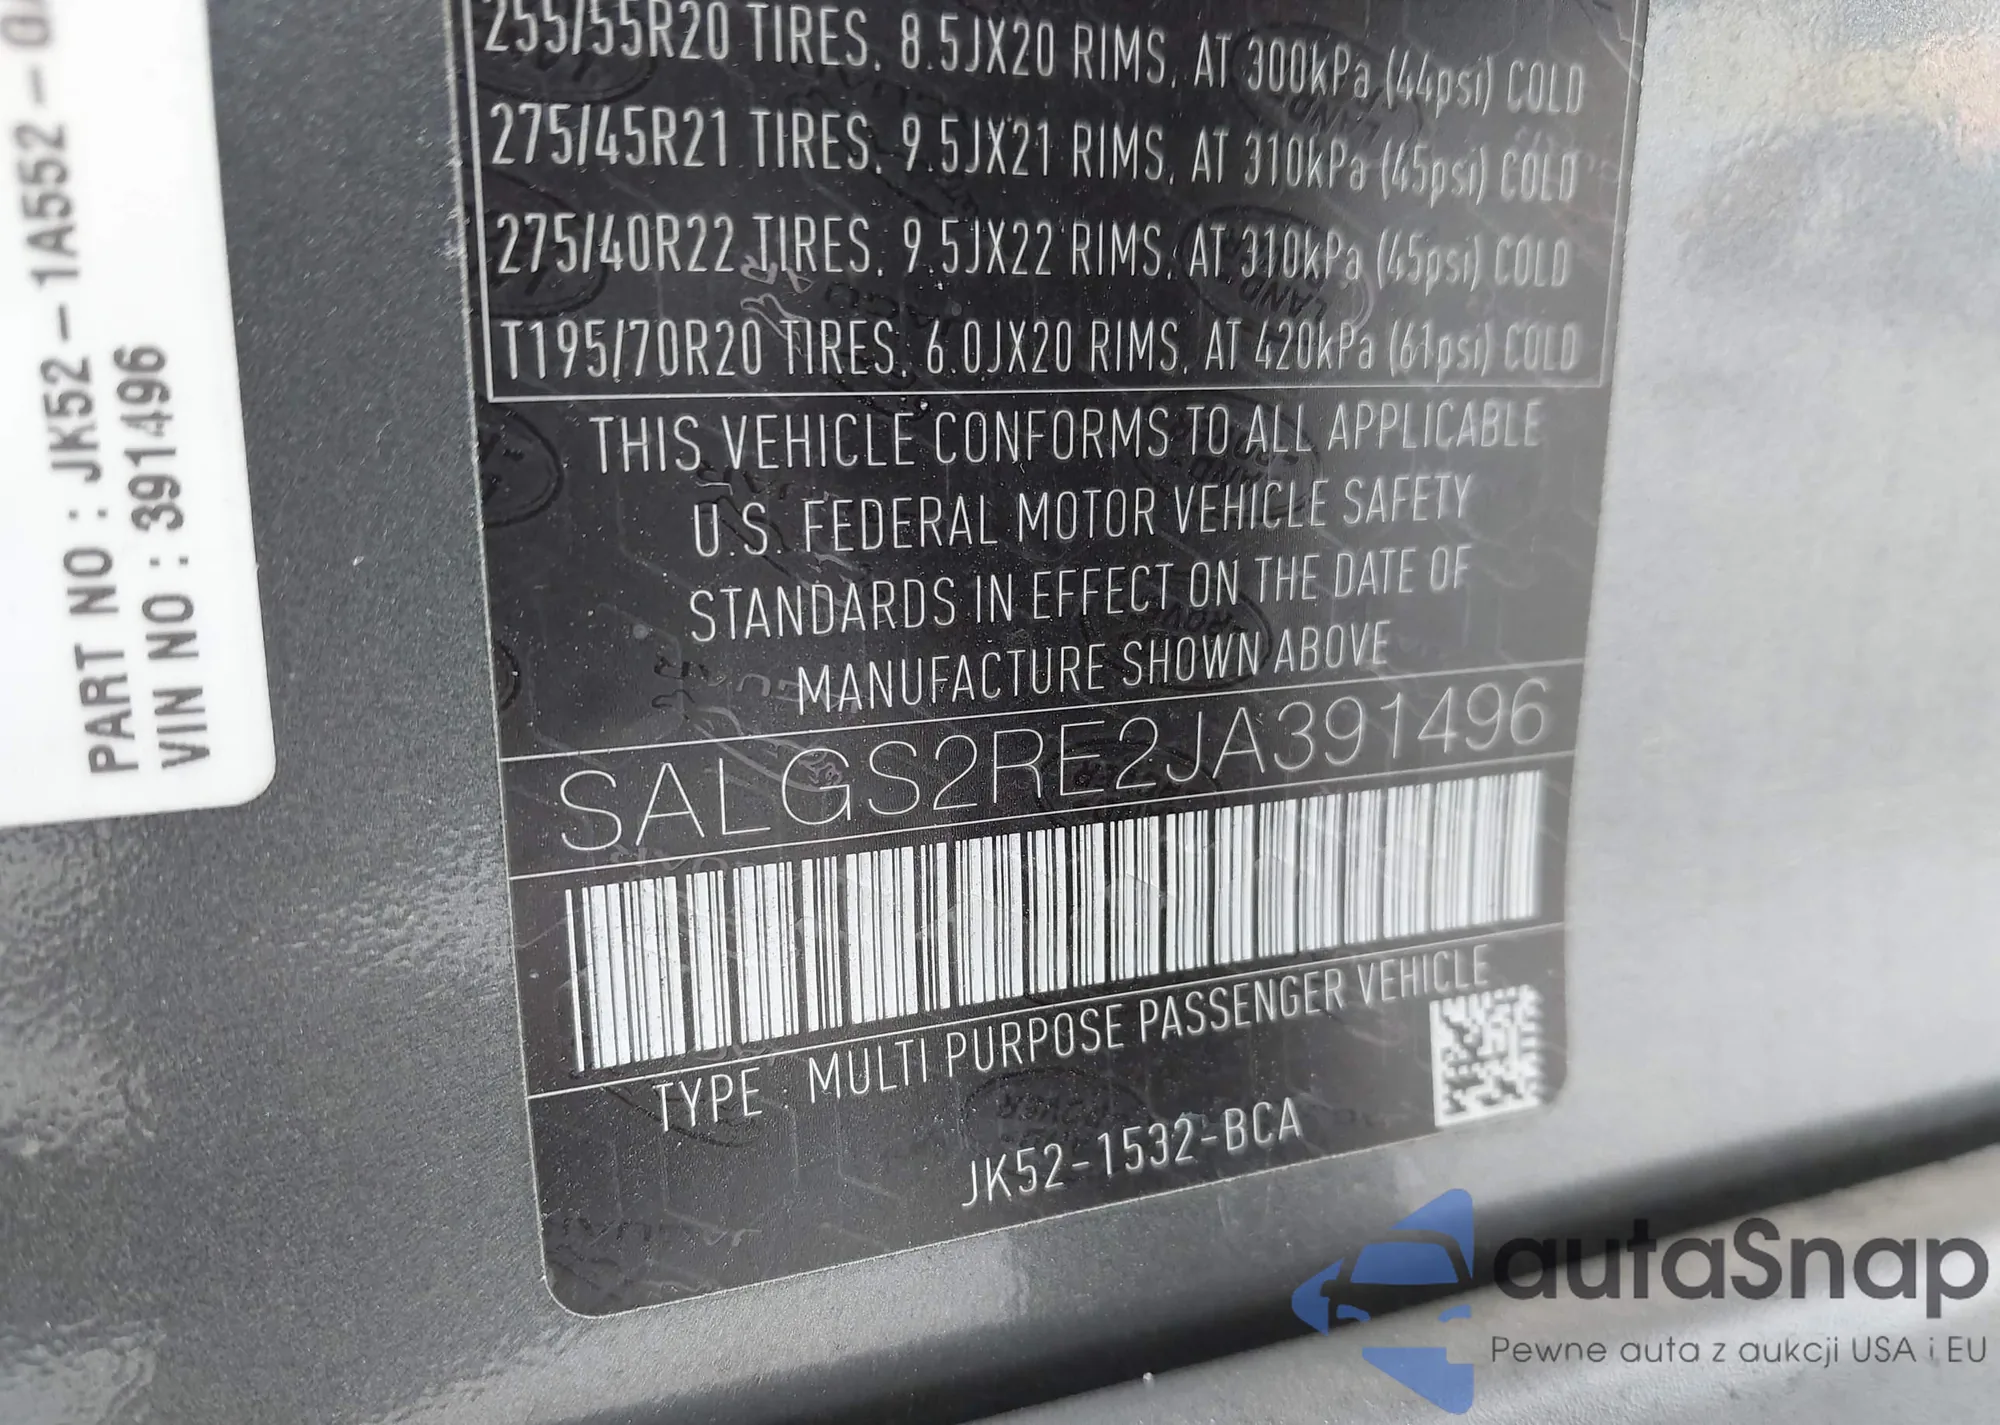 255/55R20 TIRES, 8.5JX20 RIMS, AT 300kPa (44psi) COLD
275/45R21 TIRES, 9.5JX21 RIMS, AT 310kPa (45psi) COLD
275/40R22 TIRES, 9.5JX22 RIMS, AT 310kPa (45psi) COLD
T195/70R20 TIRES, 6.0JX20 RIMS, AT 420kPa (61psi) COLD
THIS VEHICLE CONFORMS TO ALL APPLICABLE
U.S. FEDERAL MOTOR VEHICLE SAFETY
STANDARDS IN EFFECT ON THE DATE OF
MANUFACTURE SHOWN ABOVE
SALGS2RE2JA391496
TYPE : MULTI PURPOSE PASSENGER VEHICLE
JK52-1532-BCA
PART NO : JK52-1A552-
VIN NO : 391496
autaSnap
Pewne auta z aukcji USA i EU